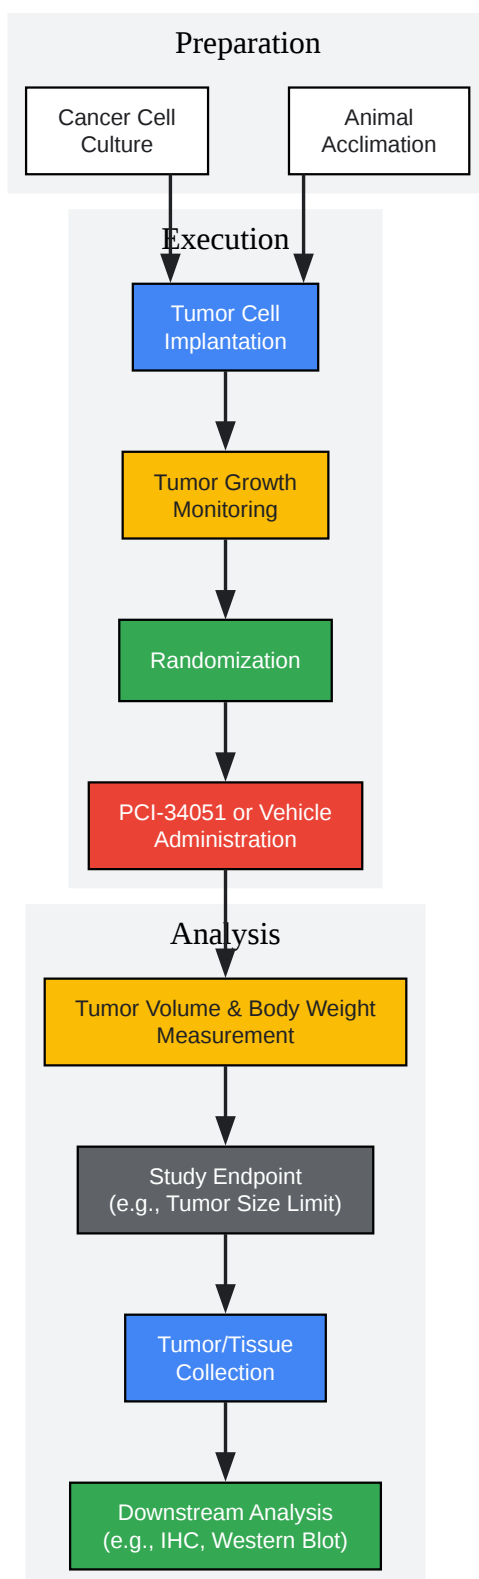 Preparation
Cancer Cell
Culture
Animal
Acclimation
Execution
Tumor Cell
Implantation
Tumor Growth
Monitoring
Randomization
PCI-34051 or Vehicle
Administration
Analysis
Tumor Volume & Body Weight
Measurement
Study Endpoint
(e.g., Tumor Size Limit)
Tumor/Tissue
Collection
Downstream Analysis
(e.g., IHC, Western Blot)